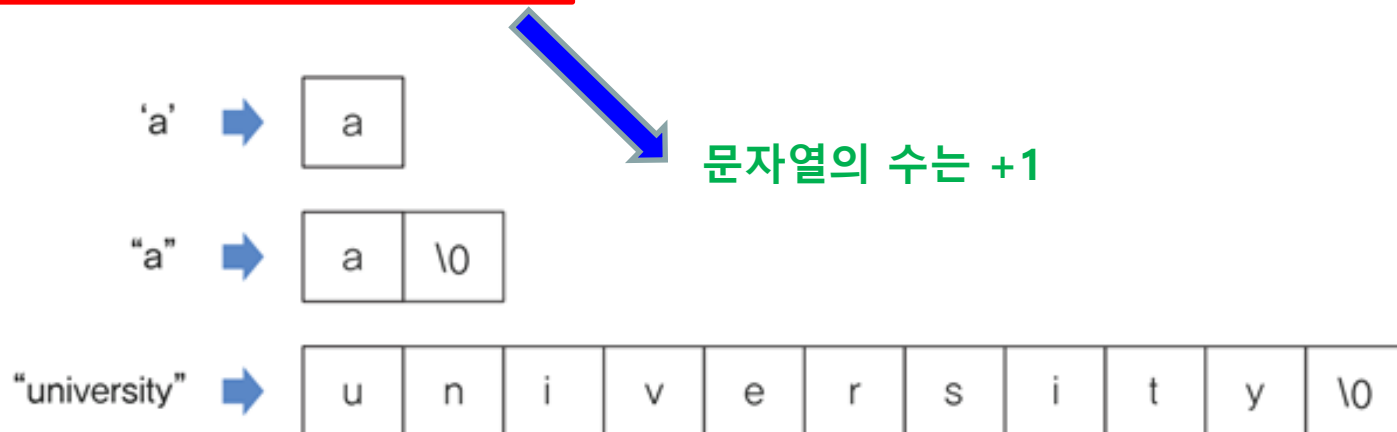 ‘a’ a
문자열의 수는 +1
“a” a \0
“university” u n i v e r s i t y \0